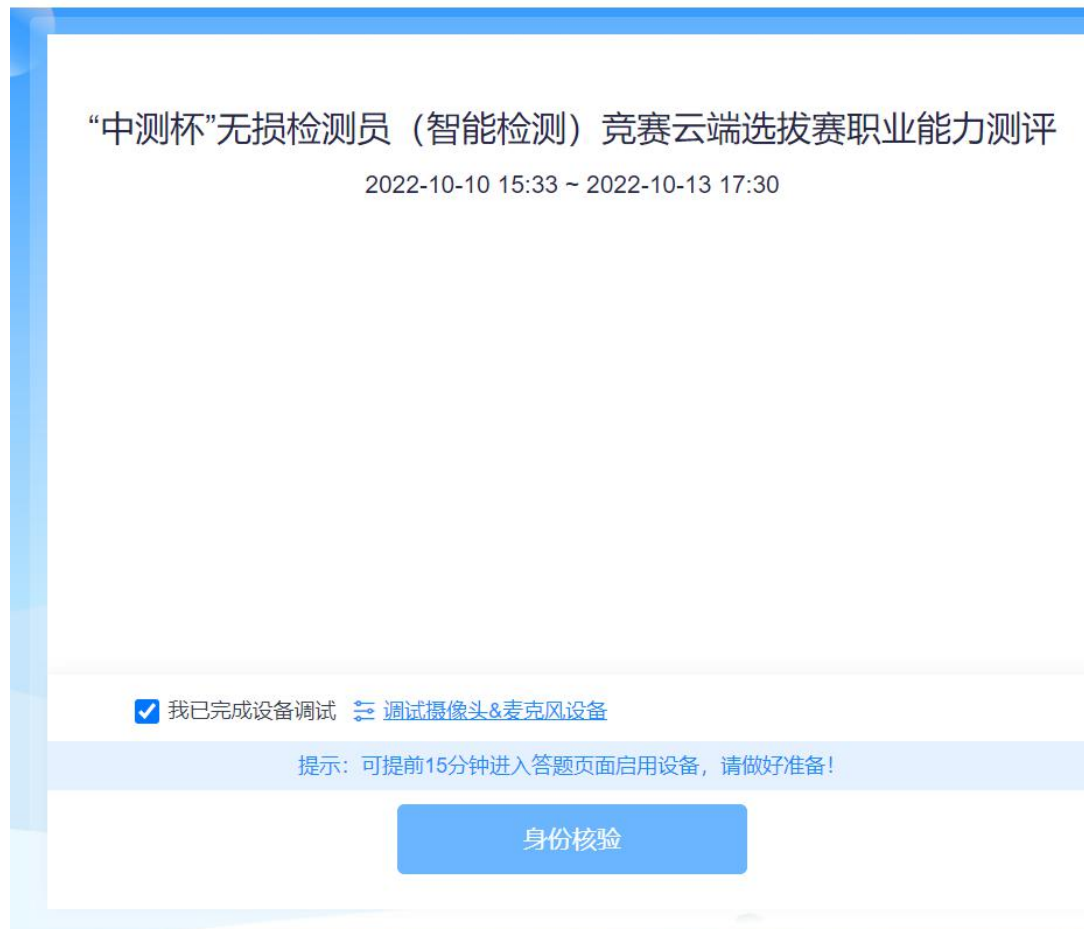 “中测杯”无损检测员（智能检测）竞赛云端选拔赛职业能力测评
2022-10-10 15:33 ~ 2022-10-13 17:30
我已完成设备调试 调试摄像头&麦克风设备
提示：可提前15分钟进入答题页面启用设备，请做好准备！
身份核验